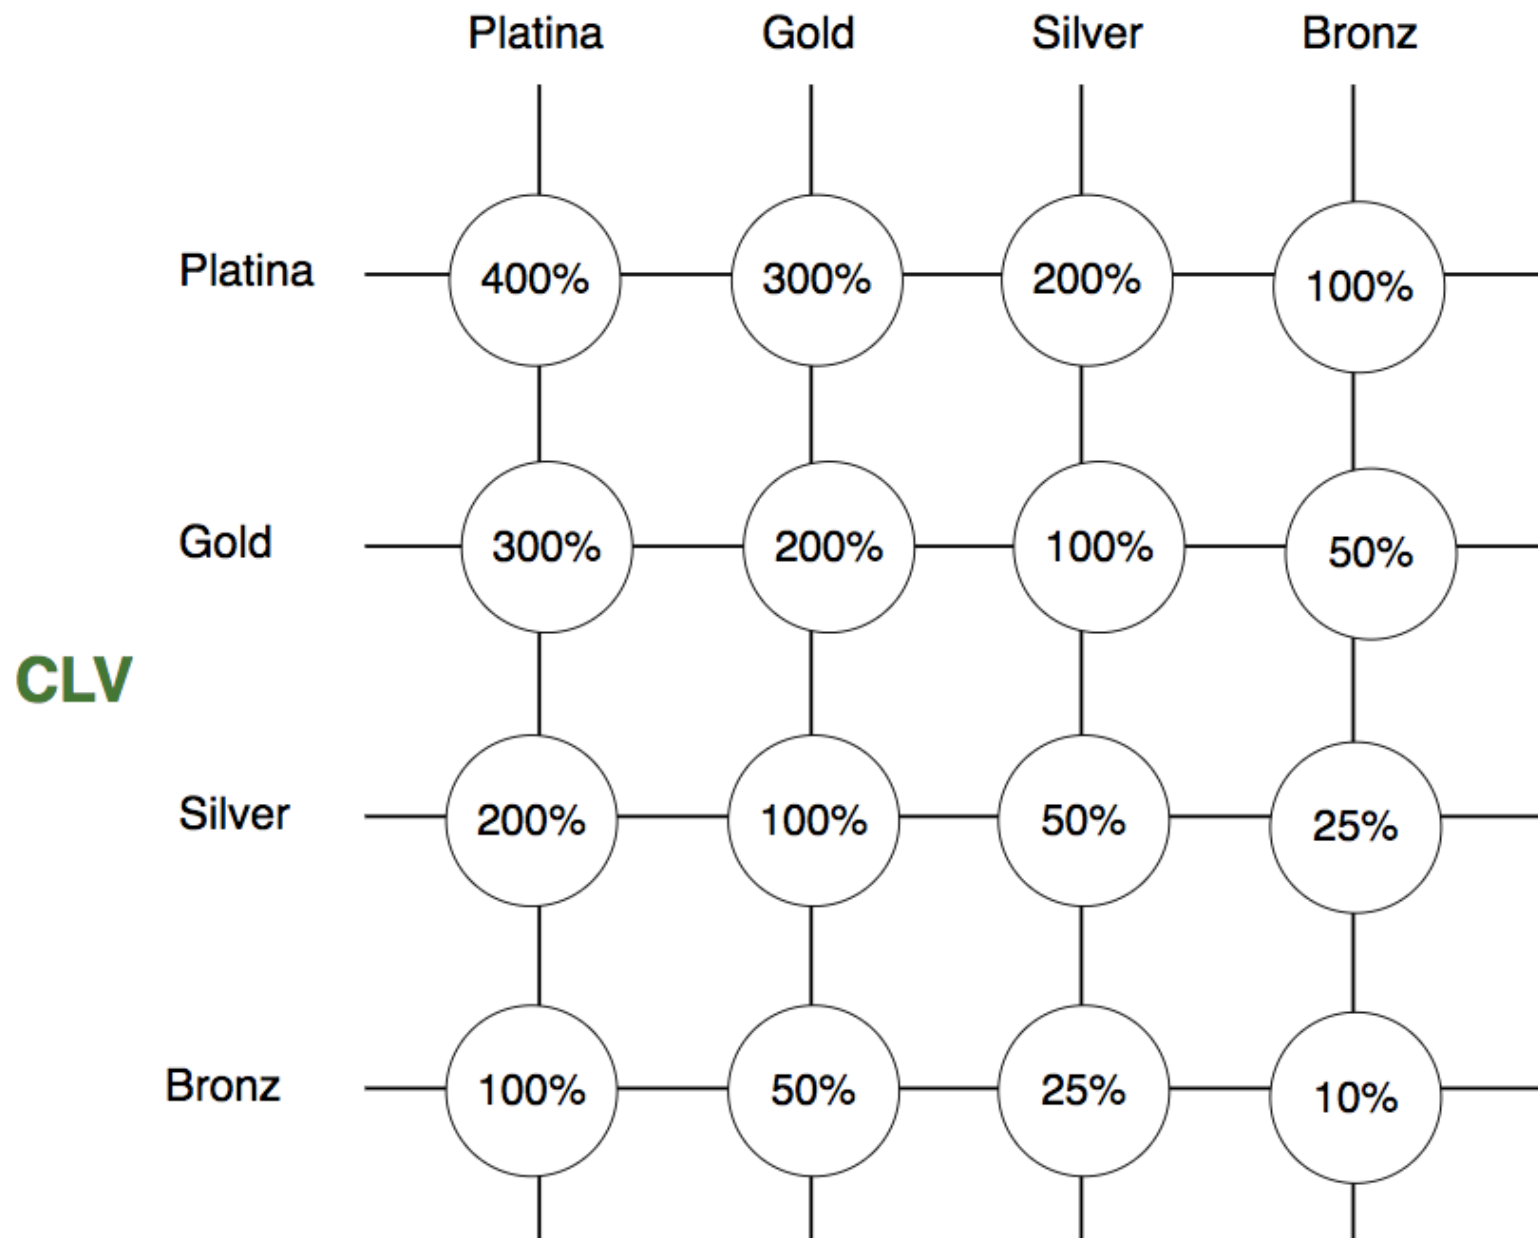 Platina Gold Silver Bronz
Platina 400% 300% 200% 100%
Gold 300% 200% 100% 50%
CLV
Silver 200% 100% 50% 25%
Bronz 100% 50% 25% 10%